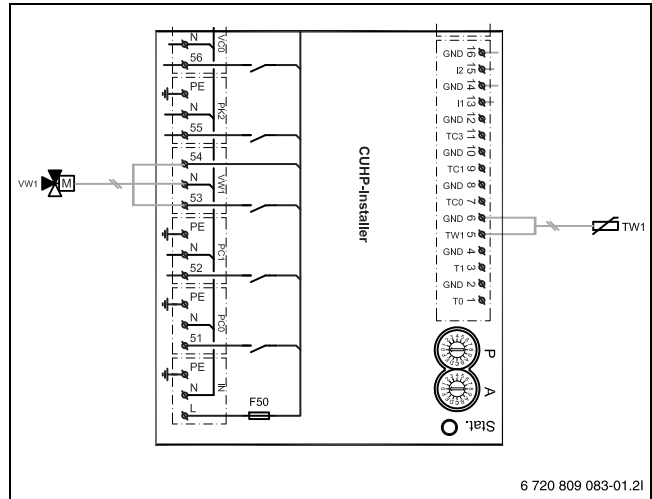 N
VC0
56
PE
N
PK2
55
54
N
VW1
53
PE
N
PC1
52
PE
N
PC0
51
PE
N
IN
L
F50
VW1
M
CUHP-Installer
GND 16
I2 15
GND 14
I1 13
GND 12
TC3 11
GND 10
TC1 9
GND 8
TC0 7
GND 6
TW1 5
GND 4
T1 3
GND 2
T0 1
TW1
P
A
Stat.
6 720 809 083-01.2I